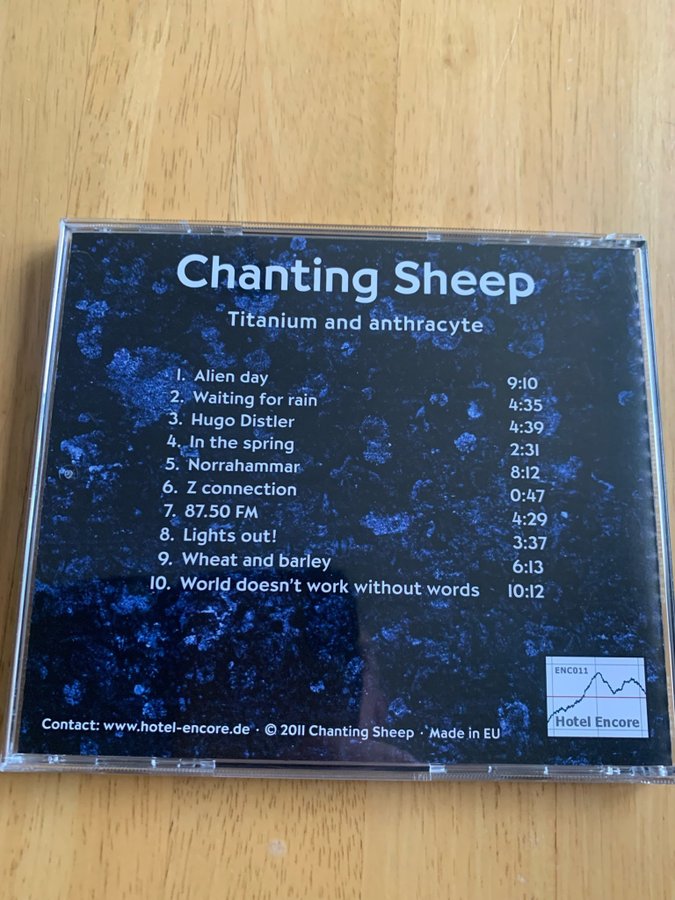 Chanting Sheep
Titanium and anthracyte
1. Alien day 9:10
2. Waiting for rain 4:35
3. Hugo Distler 4:39
4. In the spring 2:31
5. Norrahammar 8:12
6. Z connection 0:47
7. 87.50 FM 4:29
8. Lights out! 3:37
9. Wheat and barley 6:13
10. World doesn't work without words 10:12
ENC011
Hotel Encore
Contact: www.hotel-encore.de · © 2011 Chanting Sheep · Made in EU